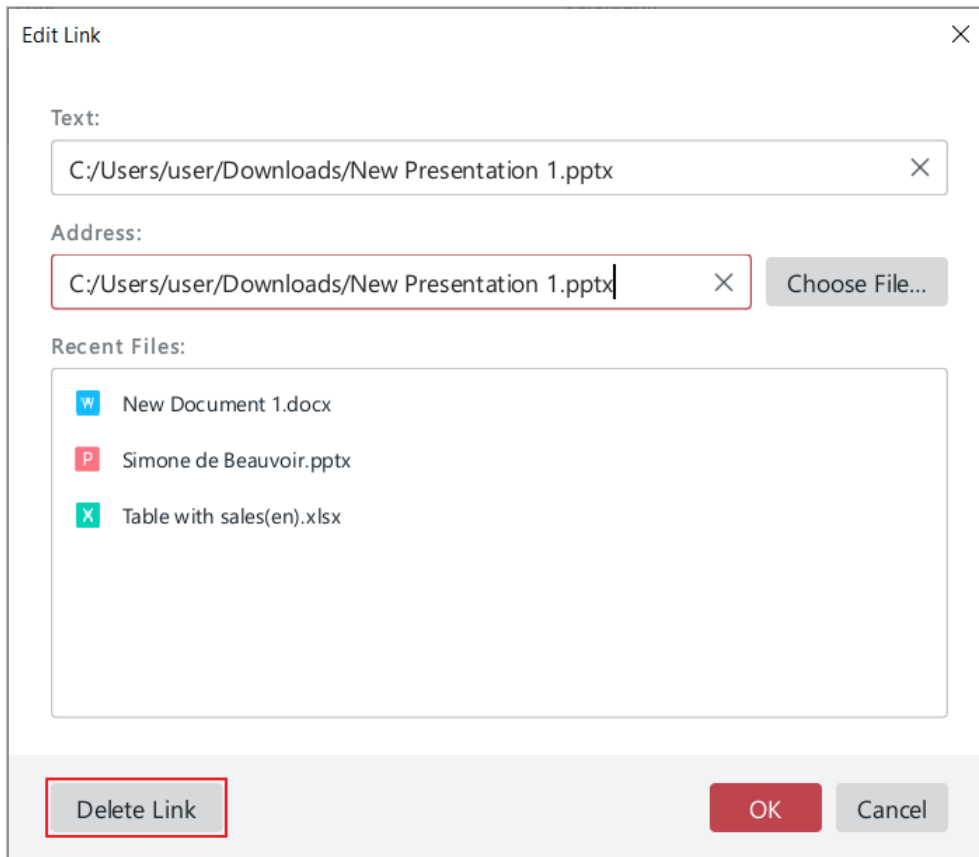 Edit Link
Text:
C:/Users/user/Downloads/New Presentation 1.pptx
Address:
C:/Users/user/Downloads/New Presentation 1.pptx
Choose File...
Recent Files:
W New Document 1.docx
P Simone de Beauvoir.pptx
X Table with sales(en).xlsx
Delete Link OK Cancel